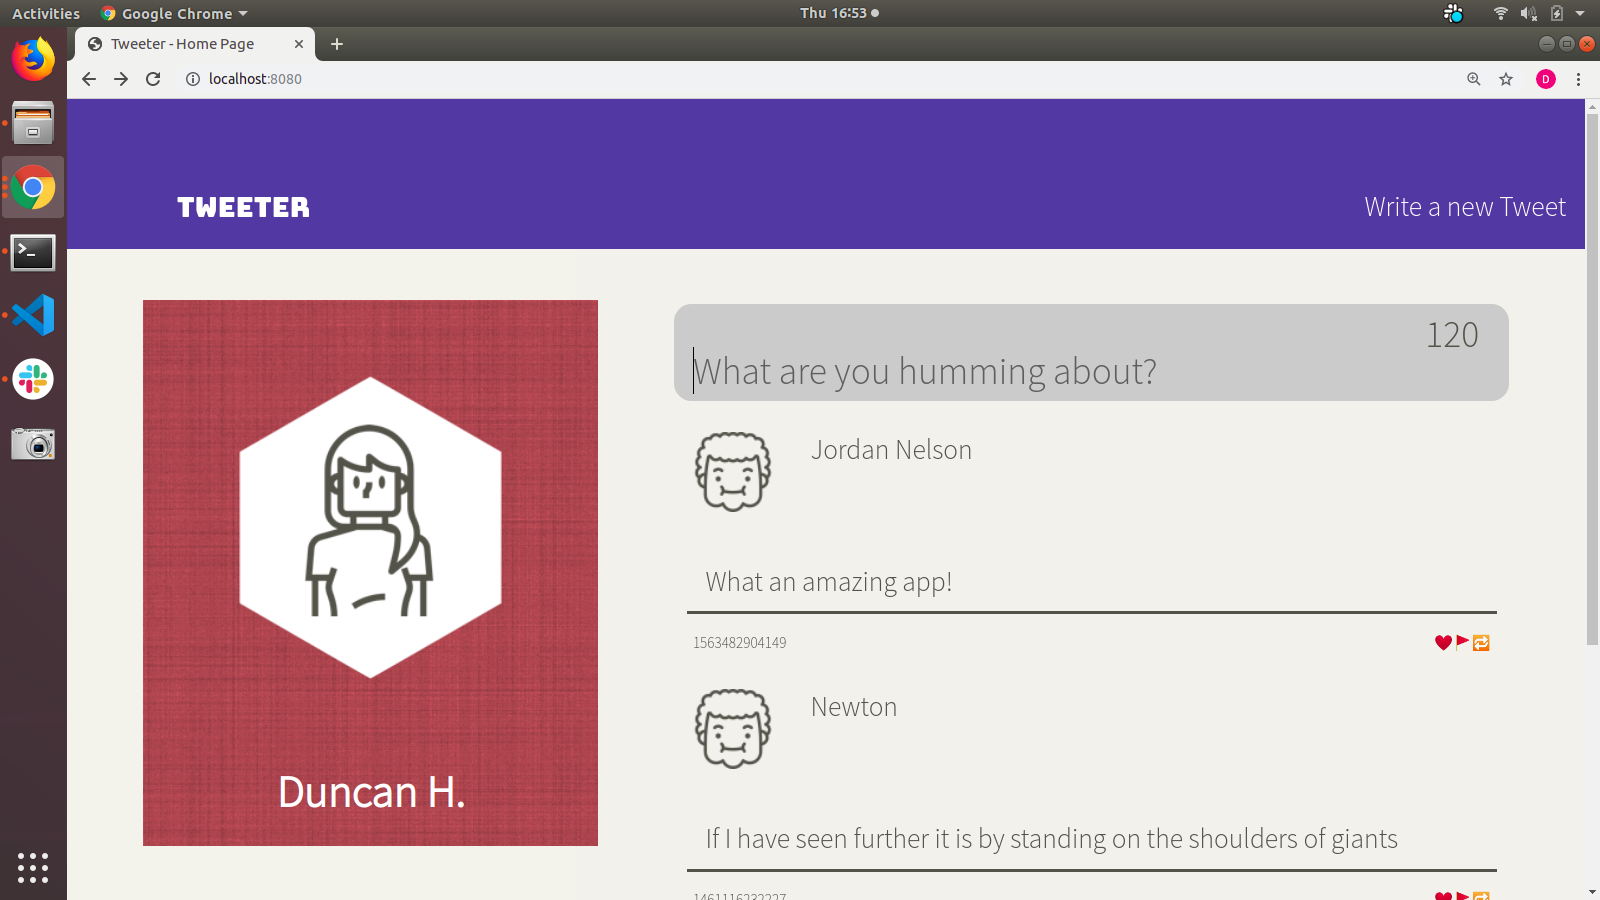 Activities
Google Chrome
Thu 16:53
Tweeter - Home Page
localhost:8080
D
TWEETER
Write a new Tweet
120
What are you humming about?
Jordan Nelson
What an amazing app!
1563482904149
Newton
If I have seen further it is by standing on the shoulders of giants
1461116232227
Duncan H.